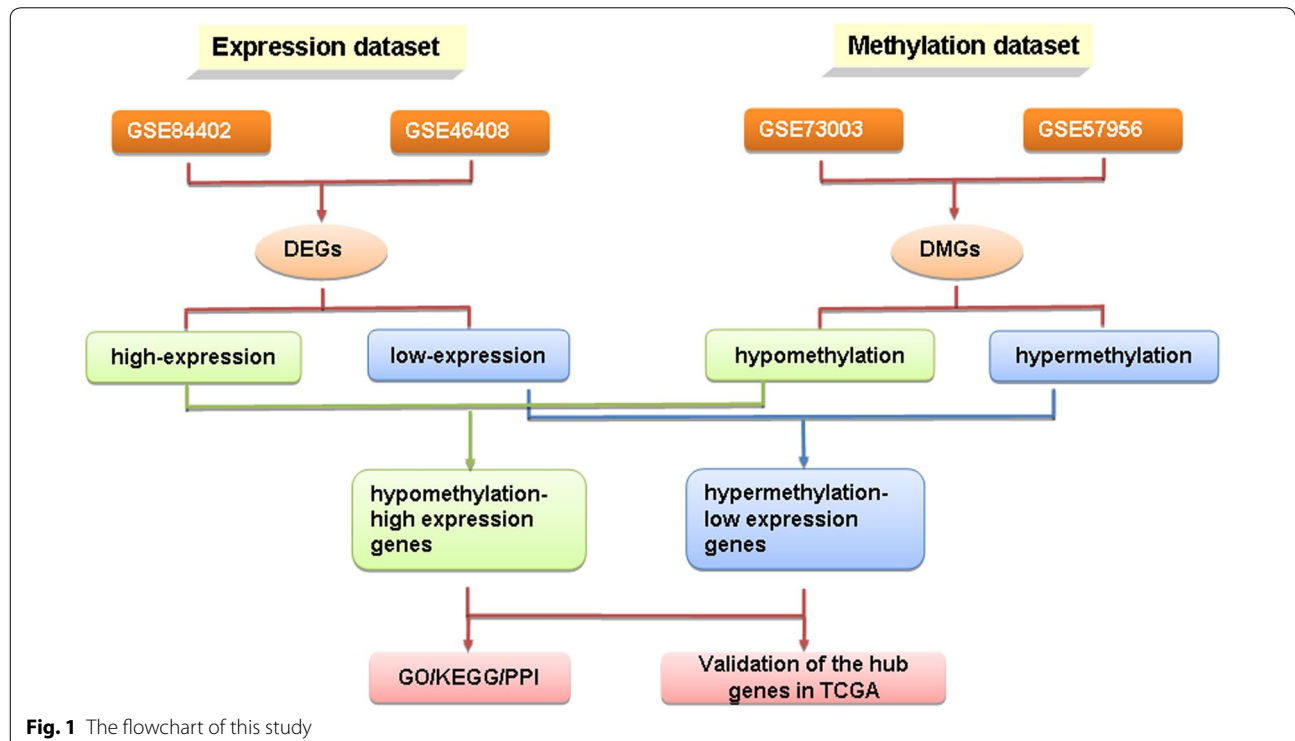 Expression dataset
Methylation dataset
GSE84402
GSE46408
GSE73003
GSE57956
DEGs
DMGs
high-expression
low-expression
hypomethylation
hypermethylation
hypomethylation-
high expression
genes
hypermethylation-
low expression
genes
GO/KEGG/PPI
Validation of the hub
genes in TCGA
Fig. 1 The flowchart of this study